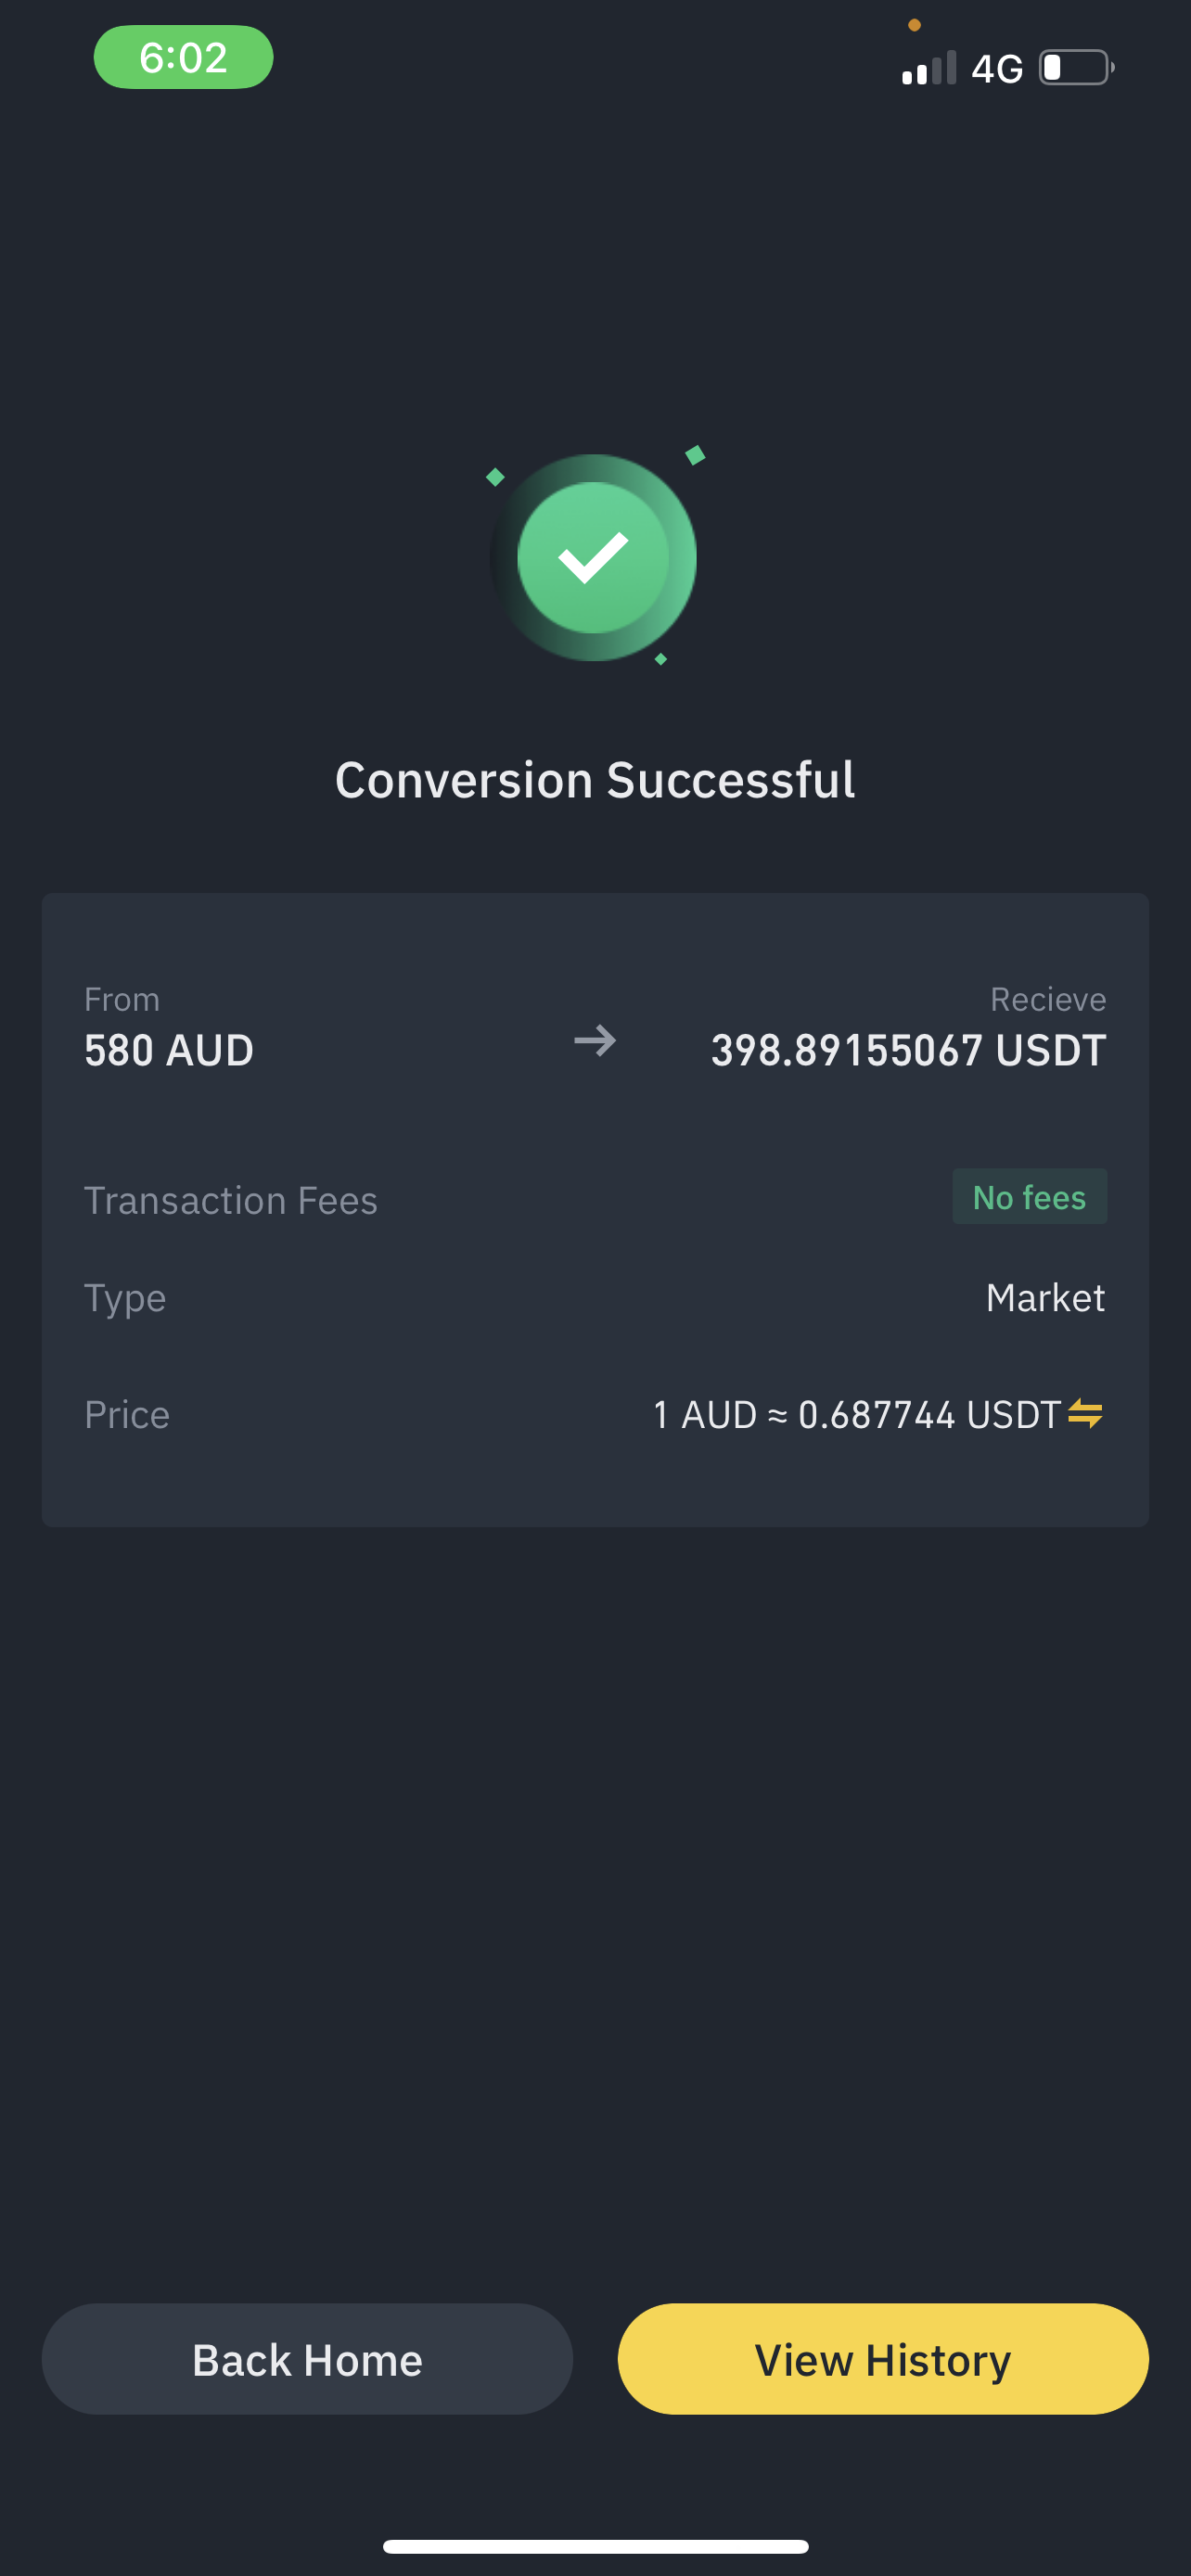 6:02
4G
Conversion Successful
From
Recieve
580 AUD
398.89155067 USDT
Transaction Fees
No fees
Type
Market
Price
1 AUD ≈ 0.687744 USDT
Back Home
View History